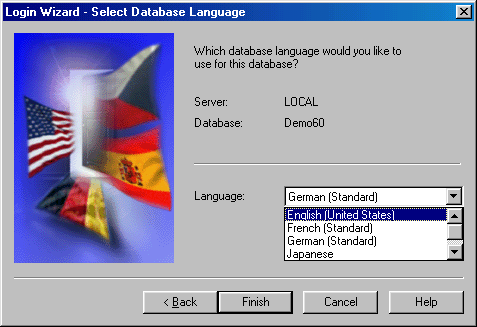 Login Wizard - Select Database Language
Which database language would you like to
use for this database?
Server: LOCAL
Database: Demo60
Language: German (Standard)
English (United States)
French (Standard)
German (Standard)
Japanese
< Back Finish Cancel Help